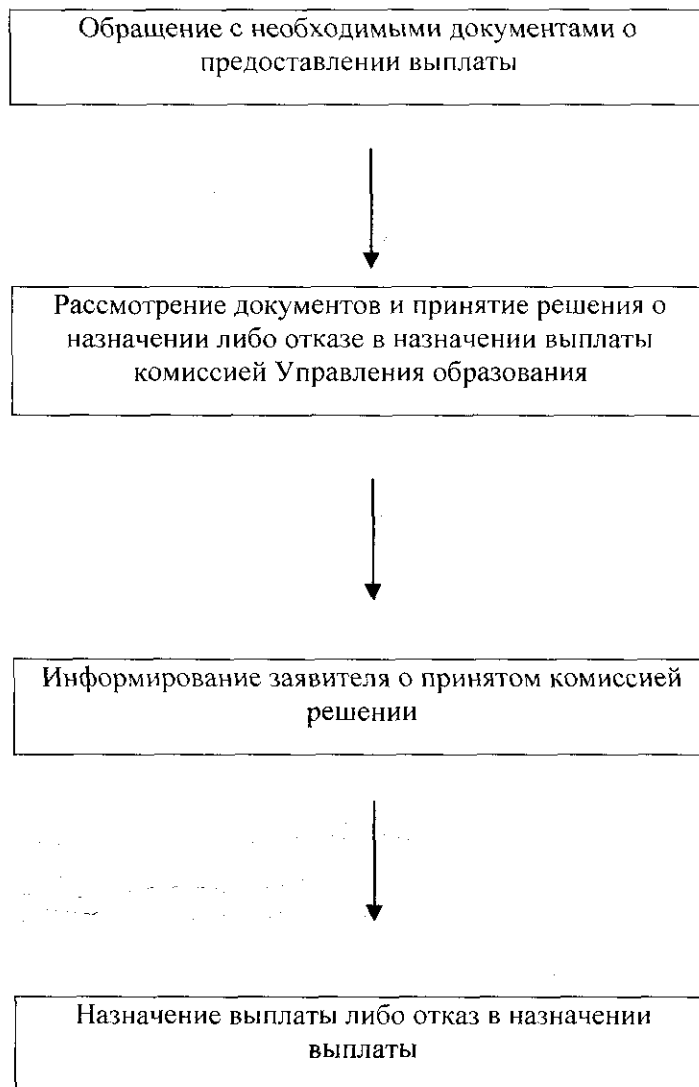 Обращение с необходимыми документами о
предоставлении выплаты
Рассмотрение документов и принятие решения о
назначении либо отказе в назначении выплаты
комиссией Управления образования
Информирование заявителя о принятом комиссией
решении
Назначение выплаты либо отказ в назначении
выплаты